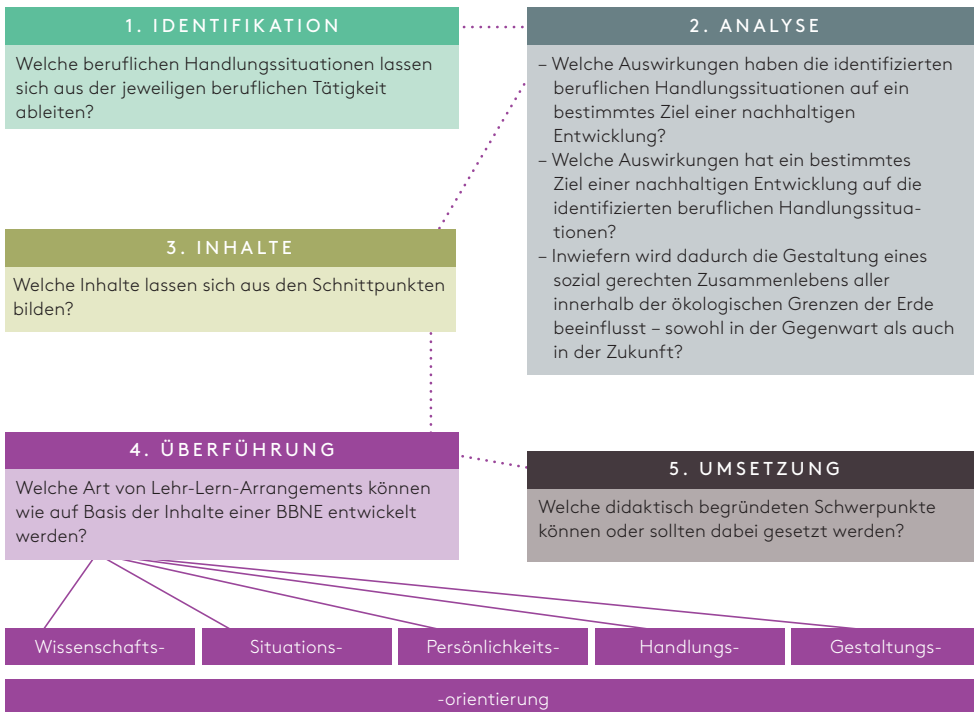 1. IDENTIFIKATION
Welche beruflichen Handlungssituationen lassen
sich aus der jeweiligen beruflichen Tätigkeit
ableiten?
2. ANALYSE
– Welche Auswirkungen haben die identifizierten
beruflichen Handlungssituationen auf ein
bestimmtes Ziel einer nachhaltigen
Entwicklung?
– Welche Auswirkungen hat ein bestimmtes
Ziel einer nachhaltigen Entwicklung auf die
identifizierten beruflichen Handlungssitua-
tionen?
– Inwiefern wird dadurch die Gestaltung eines
sozial gerechten Zusammenlebens aller
innerhalb der ökologischen Grenzen der Erde
beeinflusst – sowohl in der Gegenwart als auch
in der Zukunft?
3. INHALTE
Welche Inhalte lassen sich aus den Schnittpunkten
bilden?
4. ÜBERFÜHRUNG
Welche Art von Lehr-Lern-Arrangements können
wie auf Basis der Inhalte einer BBNE entwickelt
werden?
5. UMSETZUNG
Welche didaktisch begründeten Schwerpunkte
können oder sollten dabei gesetzt werden?
Wissenschafts-
Situations-
Persönlichkeits-
Handlungs-
Gestaltungs-
-orientierung